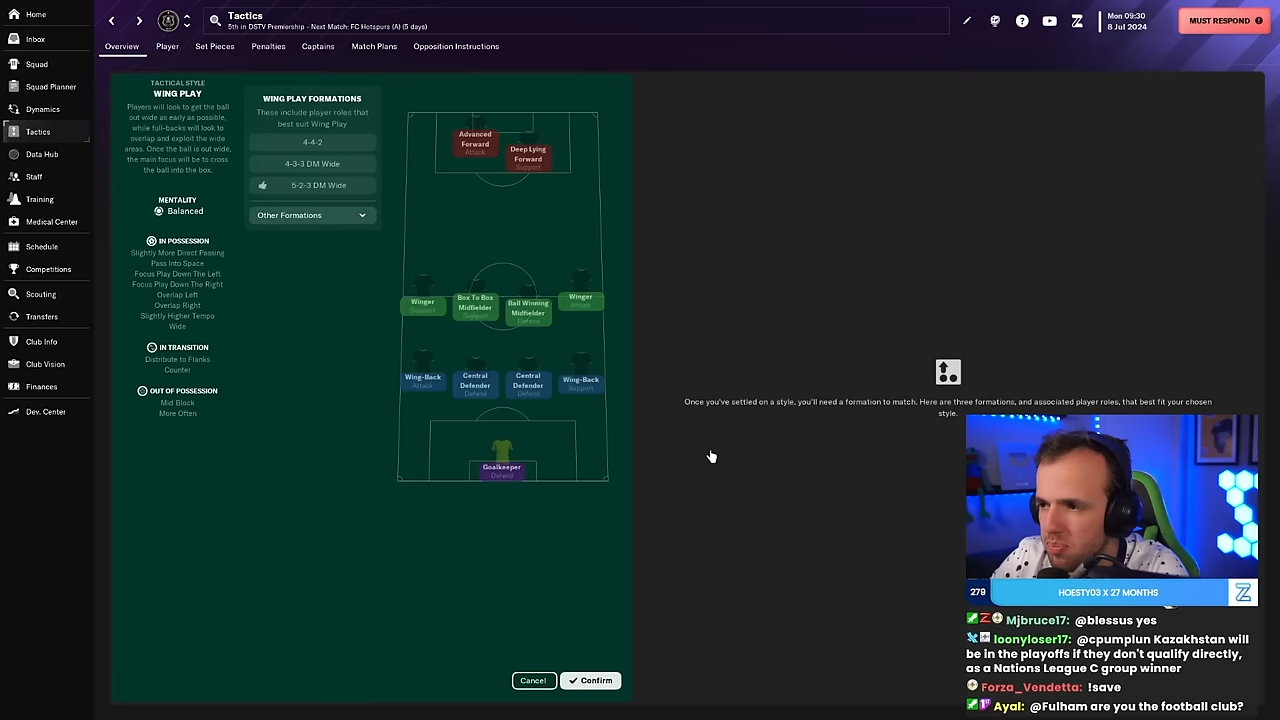 Home
Inbox
Squad
Squad Planner
Dynamics
Tactics
Data Hub
Staff
Training
Medical Center
Schedule
Competitions
Scouting
Transfers
Club Info
Club Vision
Finances
Dev. Center
Tactics
5th in DSTV Premiership - Next Match: FC Hotspurs (A) (5 days)
Mon 09:30
8 Jul 2024
MUST RESPOND
Overview
Player
Set Pieces
Penalties
Captains
Match Plans
Opposition Instructions
TACTICAL STYLE
WING PLAY
Players will look to get the ball
out wide as early as possible,
while full-backs will look to
overlap and exploit the wide
areas. Once the ball is out wide,
the main focus will be to cross
the ball into the box.
MENTALITY
Balanced
IN POSSESSION
Slightly More Direct Passing
Pass Into Space
Focus Play Down The Left
Focus Play Down The Right
Overlap Left
Overlap Right
Slightly Higher Tempo
Wide
IN TRANSITION
Distribute to Flanks
Counter
OUT OF POSSESSION
Mid Block
More Often
WING PLAY FORMATIONS
These include player roles that
best suit Wing Play
4-4-2
4-3-3 DM Wide
5-2-3 DM Wide
Other Formations
Advanced
Forward
Attack
Deep Lying
Forward
Support
Winger
Support
Box To Box
Midfielder
Support
Ball Winning
Midfielder
Defend
Winger
Attack
Wing-Back
Attack
Central
Defender
Defend
Central
Defender
Defend
Wing-Back
Support
Goalkeeper
Defend
Cancel
Confirm
Once you've settled on a style, you'll need a formation to match. Here are three formations, and associated player roles, that best fit your chosen
style.
279
HOESTY03 X 27 MONTHS
Z
Mjbruce17: @blessus yes
loonyloser17: @cpumplun Kazakhstan will
be in the playoffs if they don't qualify directly,
as a Nations League C group winner
Forza_Vendetta: !save
Ayal: @Fulham are you the football club?